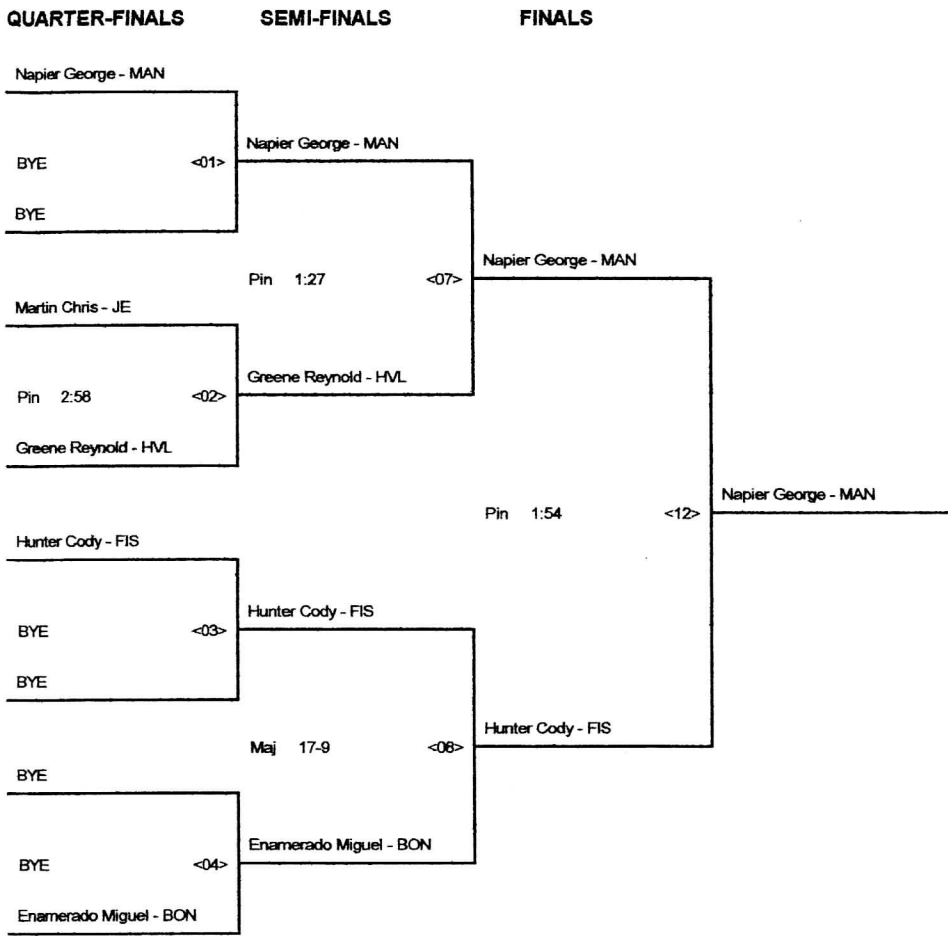 QUARTER-FINALS SEMI-FINALS FINALS
Napier George - MAN
BYE <01> Napier George - MAN
BYE
Pin 1:27 <07> Napier George - MAN
Martin Chris - JE
Pin 2:58 <02> Greene Reynold - HVL
Greene Reynold - HVL
Pin 1:54 <12> Napier George - MAN
Hunter Cody - FIS
BYE <03> Hunter Cody - FIS
BYE
Maj 17-9 <08> Hunter Cody - FIS
BYE
BYE <04> Enamerado Miguel - BON
Enamerado Miguel - BON